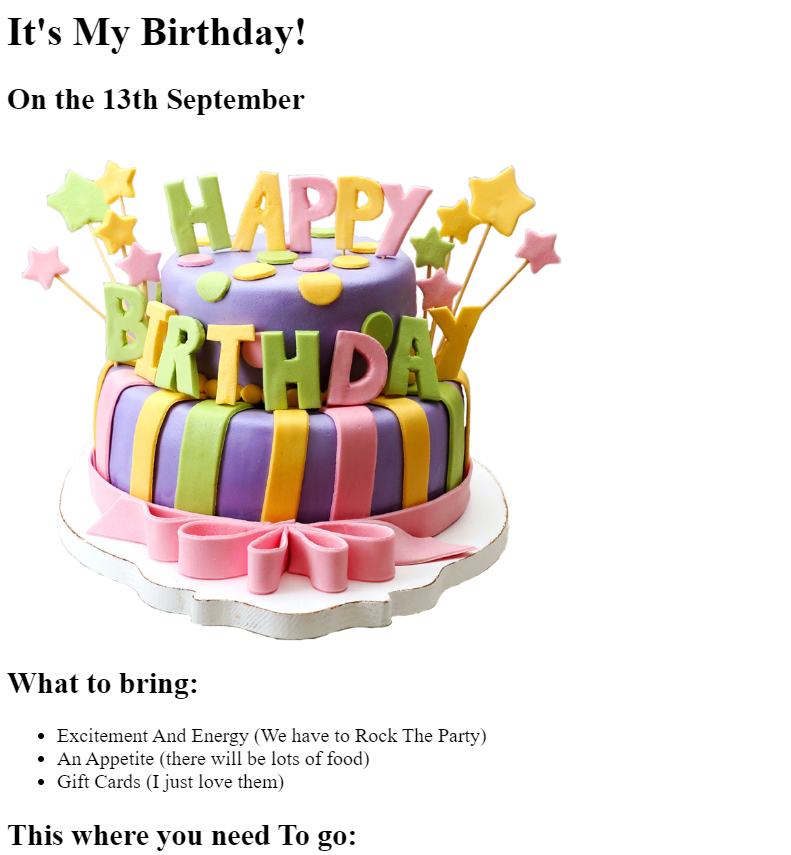 It's My Birthday!
On the 13th September
HAPPY
BIRTHDAY
What to bring:
Excitement And Energy (We have to Rock The Party)
An Appetite (there will be lots of food)
Gift Cards (I just love them)
This where you need To go: